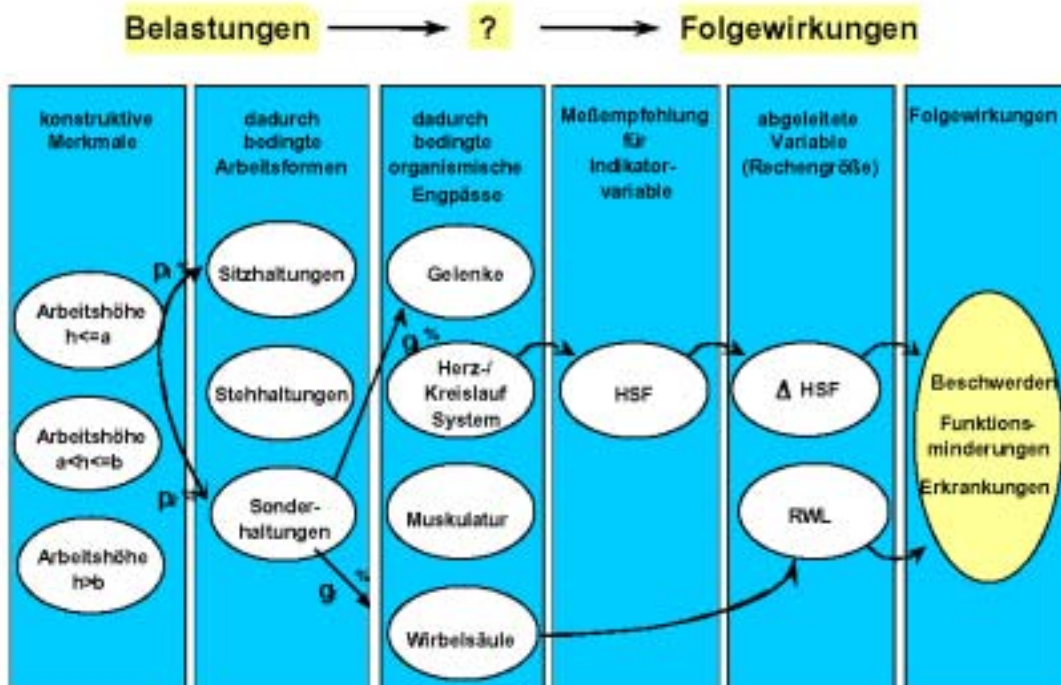 Belastungen ? Folgewirkungen
konstruktive
Merkmale
dadurch
bedingte
Arbeitsformen
dadurch
bedingte
organismische
Engpässe
Meßempfehlung
für
Indikator-
variable
abgeleitete
Variable
(Rechengröße)
Folgewirkungen
Arbeitshöhe
h<=a
Arbeitshöhe
a<h<=b
Arbeitshöhe
h>b
Sitzhaltungen
Stehhaltungen
Sonder-
haltungen
Gelenke
Herz-/
Kreislauf
System
Muskulatur
Wirbelsäule
HSF
Δ HSF
RWL
Beschwerden
Funktions-
minderungen
Erkrankungen